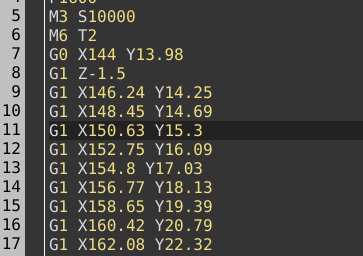 5 M3 S10000
6 M6 T2
7 G0 X144 Y13.98
8 G1 Z-1.5
9 G1 X146.24 Y14.25
10 G1 X148.45 Y14.69
11 G1 X150.63 Y15.3
12 G1 X152.75 Y16.09
13 G1 X154.8 Y17.03
14 G1 X156.77 Y18.13
15 G1 X158.65 Y19.39
16 G1 X160.42 Y20.79
17 G1 X162.08 Y22.32